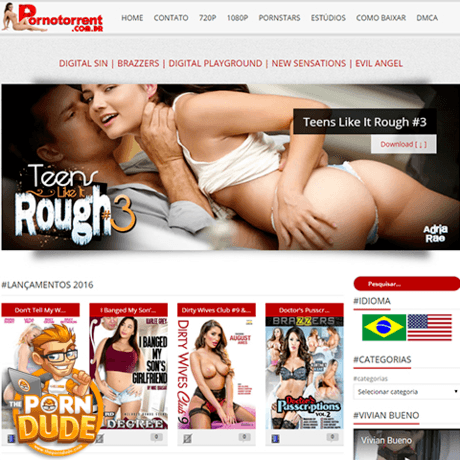 Pornotorrent
.COM.BR
HOME CONTATO 720P 1080P PORNSTARS ESTÚDIOS COMO BAIXAR DMCA
DIGITAL SIN | BRAZZERS | DIGITAL PLAYGROUND | NEW SENSATIONS | EVIL ANGEL
Teens Like It Rough #3
Download [ ↓ ]
Teens
Like It
Rough #3
Adria
Rae
#LANÇAMENTOS 2016
Pesquisar...
#IDIOMA
Don't Tell My W...
I Banged My Son'...
Dirty Wives Club #9 &...
Doctor's Pusscr...
KARLEE GREY
I BANGED
MY SON'S
GIRLFRIEND
DEGREE
DIRTY WIVES Club 9
AUGUST
AMES
BRAZZERS
Doctor's
Pusscriptions
VOL. 2
0
0
0
#CATEGORIAS
#categorias
Selecionar categoria
#VIVIAN BUENO
Vivian Bueno
THE
PORN
DUDE